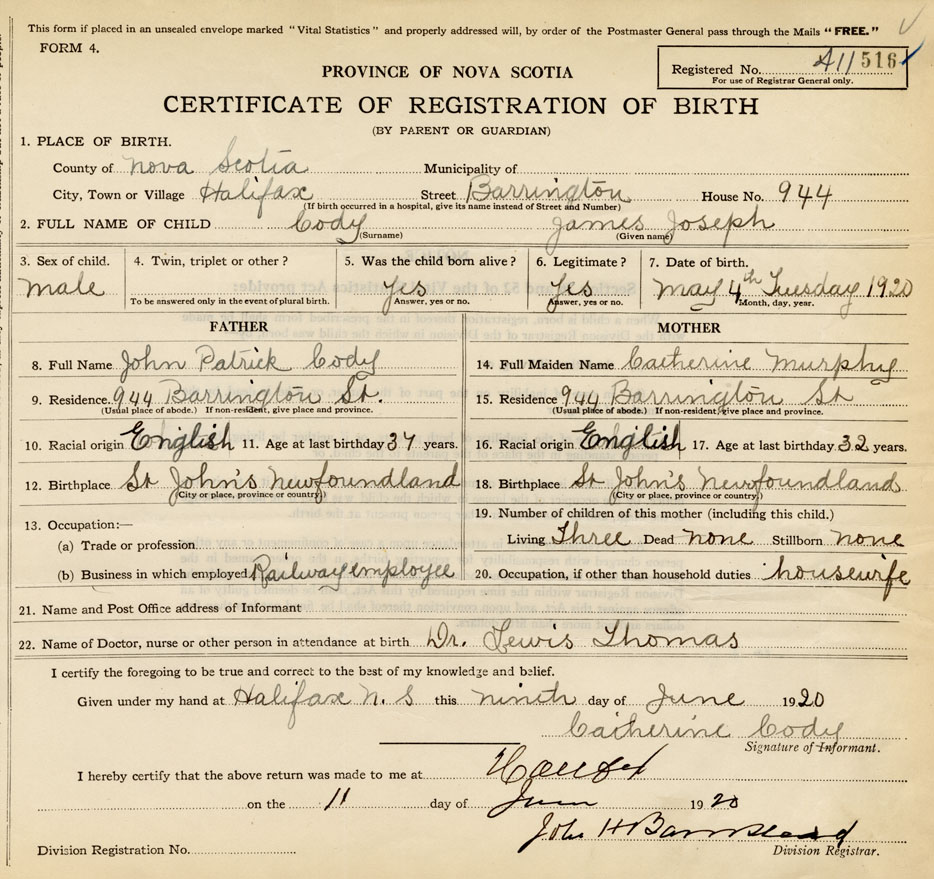 This form if placed in an unsealed envelope marked "Vital Statistics" and properly addressed will, by order of the Postmaster General pass through the Mails "FREE."
FORM 4.
Registered No. 411516
For use of Registrar General only.
PROVINCE OF NOVA SCOTIA
CERTIFICATE OF REGISTRATION OF BIRTH
(BY PARENT OR GUARDIAN)
1. PLACE OF BIRTH.
County of Nova Scotia Municipality of
City, Town or Village Halifax Street Barrington House No. 944
(If birth occurred in a hospital, give its name instead of Street and Number)
2. FULL NAME OF CHILD Cody James Joseph
(Surname) (Given name)
3. Sex of child. 4. Twin, triplet or other? 5. Was the child born alive? 6. Legitimate? 7. Date of birth.
male Yes Yes May 4th Tuesday 1920
To be answered only in the event of plural birth. Answer, yes or no. Answer, yes or no. Month, day, year.
FATHER MOTHER
8. Full Name John Patrick Cody 14. Full Maiden Name Catherine Murphy
9. Residence. 944 Barrington St. 15. Residence 944 Barrington St
(Usual place of abode.) If non-resident, give place and province. (Usual place of abode.) If non-resident, give place and province.
10. Racial origin English 11. Age at last birthday 37 years. 16. Racial origin English 17. Age at last birthday 32 years.
12. Birthplace St John's Newfoundland 18. Birthplace St John's Newfoundland
(City or place, province or country) (City or place, province or country)
13. Occupation:— 19. Number of children of this mother (including this child.)
(a) Trade or profession Living Three Dead none Stillborn none
(b) Business in which employed Railway employee 20. Occupation, if other than household duties housewife
21. Name and Post Office address of Informant
22. Name of Doctor, nurse or other person in attendance at birth Dr. Lewis Thomas
I certify the foregoing to be true and correct to the best of my knowledge and belief.
Given under my hand at Halifax N. S this ninth day of June 1920
Catherine Cody
Signature of Informant.
I hereby certify that the above return was made to me at Halifax
on the 11 day of June 1920
John H
Division Registration No. Division Registrar.